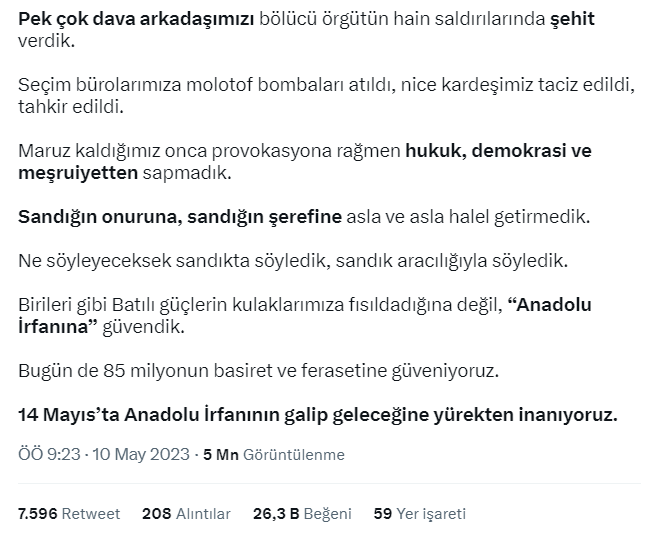 Pek çok dava arkadaşımızı bölücü örgütün hain saldırılarında şehit
verdik.
Seçim bürolarımıza molotof bombaları atıldı, nice kardeşimiz taciz edildi,
tahkir edildi.
Maruz kaldığımız onca provokasyona rağmen hukuk, demokrasi ve
meşruiyetten sapmadık.
Sandığın onuruna, sandığın şerefine asla ve asla halel getirmedik.
Ne söyleyeceksek sandıkta söyledik, sandık aracılığıyla söyledik.
Birileri gibi Batılı güçlerin kulaklarımıza fısıldadığına değil, “Anadolu
İrfanına” güvendik.
Bugün de 85 milyonun basiret ve ferasetine güveniyoruz.
14 Mayıs’ta Anadolu İrfanının galip geleceğine yürekten inanıyoruz.
ÖÖ 9:23 · 10 May 2023 · 5 Mn Görüntülenme
7.596 Retweet 208 Alıntılar 26,3 B Beğeni 59 Yer işareti